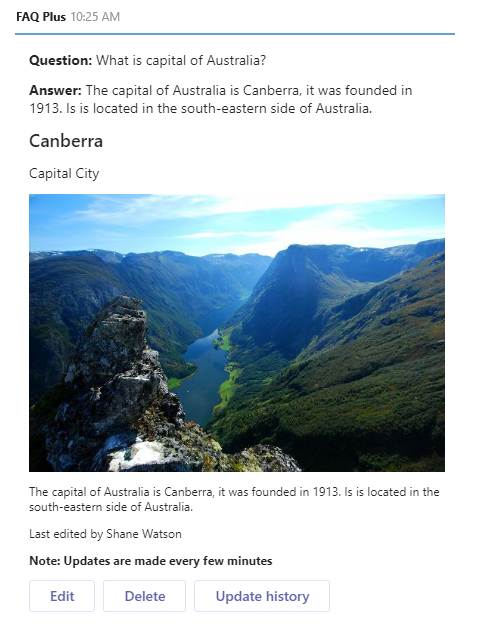 FAQ Plus 10:25 AM
Question: What is capital of Australia?
Answer: The capital of Australia is Canberra, it was founded in
1913. Is is located in the south-eastern side of Australia.
Canberra
Capital City
The capital of Australia is Canberra, it was founded in 1913. Is is located in the
south-eastern side of Australia.
Last edited by Shane Watson
Note: Updates are made every few minutes
Edit Delete Update history